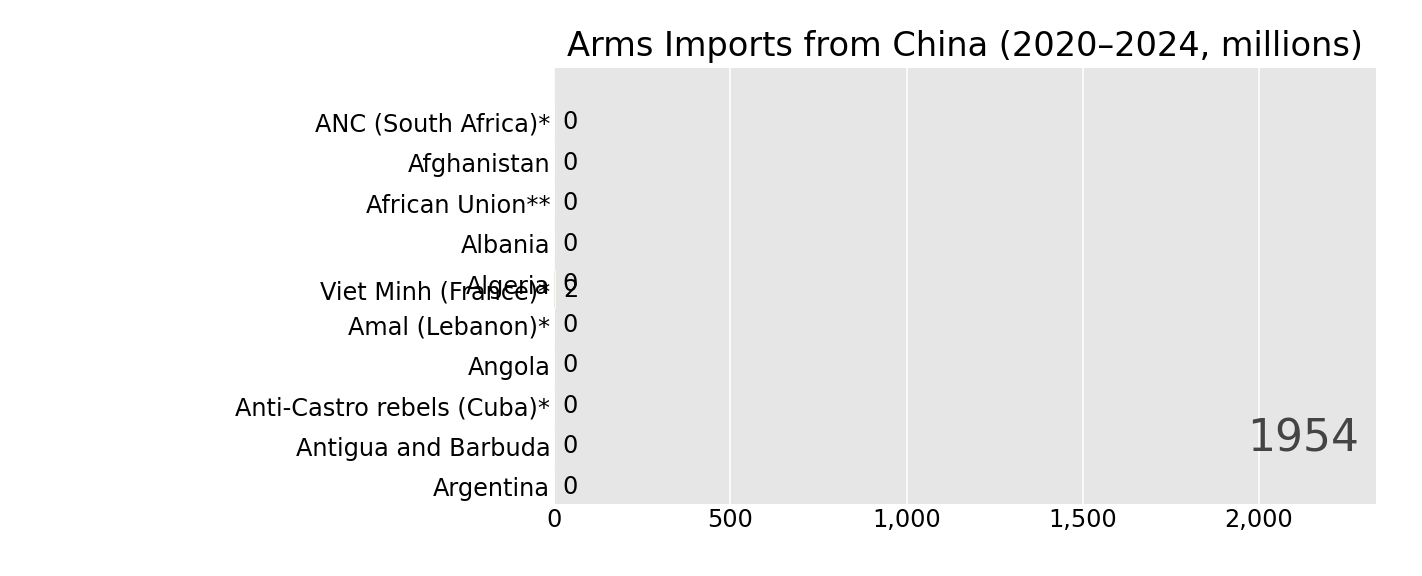 Arms Imports from China (2020–2024, millions)
ANC (South Africa)* 0
Afghanistan 0
African Union** 0
Albania 0
Algeria 0
Viet Minh (France)* 2
Amal (Lebanon)* 0
Angola 0
Anti-Castro rebels (Cuba)* 0
Antigua and Barbuda 0
Argentina 0
1954
0 500 1,000 1,500 2,000